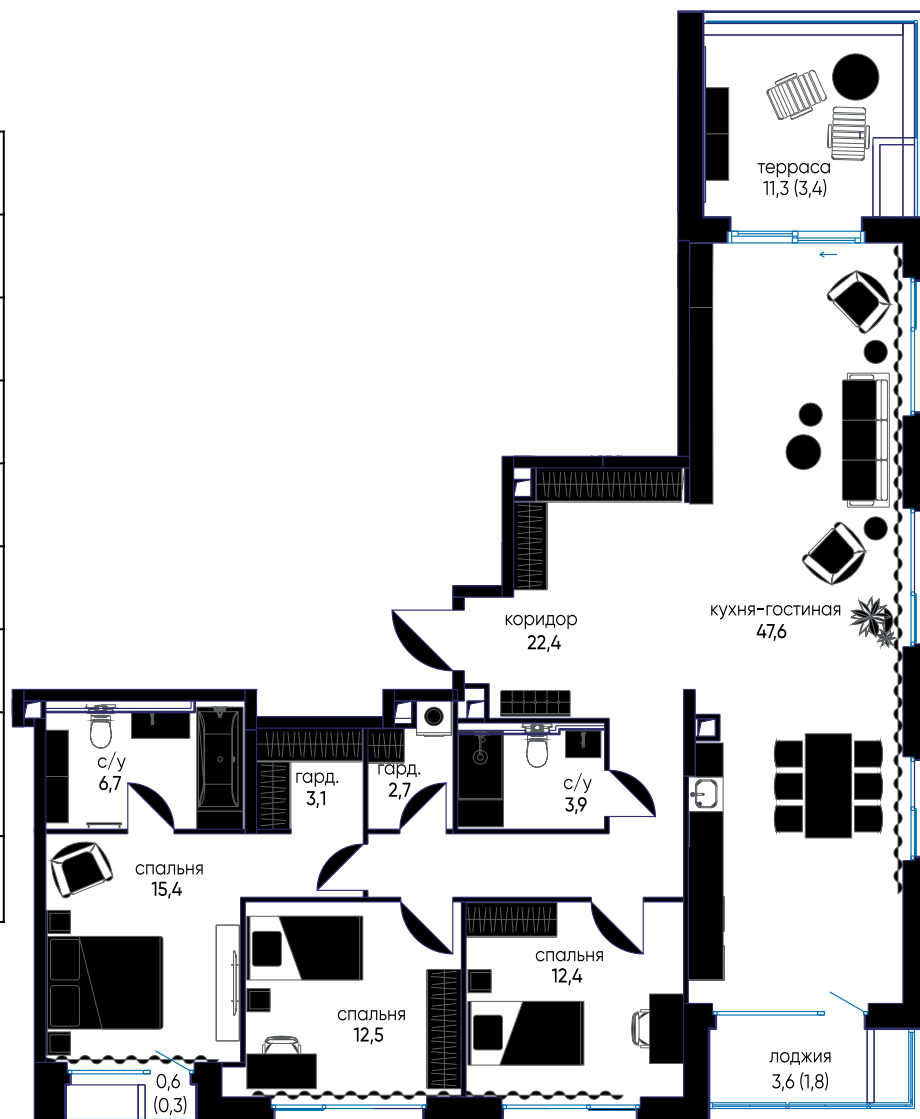 терраса
11,3 (3,4)
коридор
22,4
кухня-гостиная
47,6
с/у
6,7
гард.
3,1
гард.
2,7
с/у
3,9
спальня
15,4
спальня
12,4
спальня
12,5
лоджия
3,6 (1,8)
0,6
(0,3)